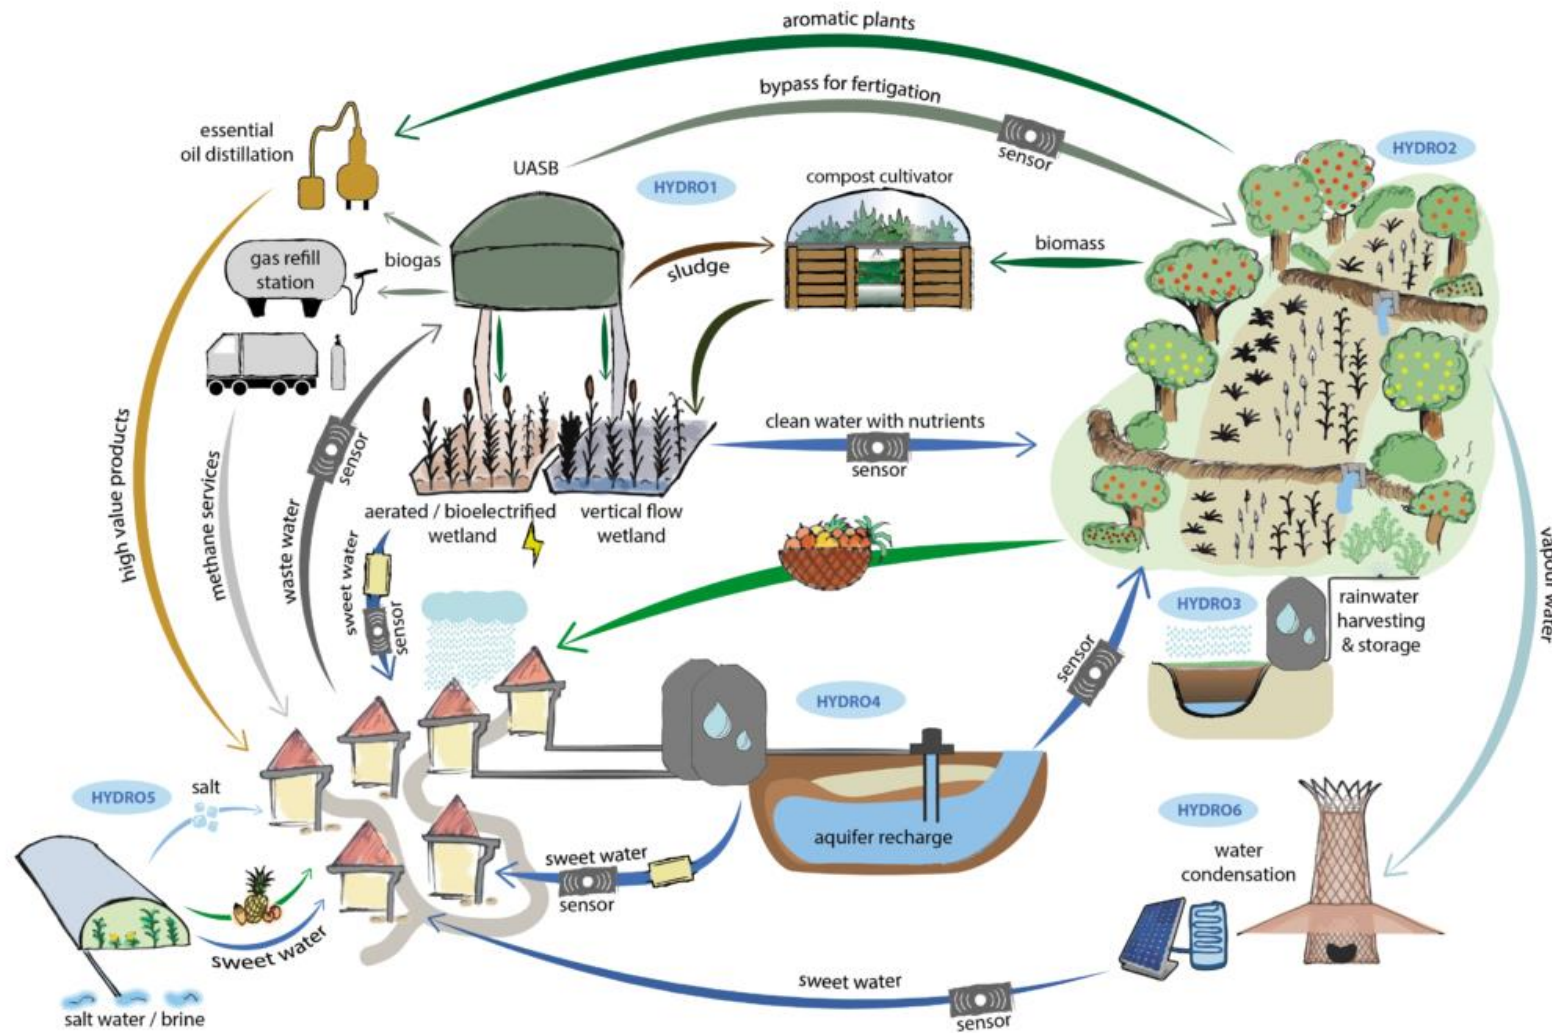 aromatic plants
bypass for fertigation
sensor
essential
oil distillation
UASB
HYDRO1
compost cultivator
HYDRO2
gas refill
station
biogas
sludge
biomass
high value products
methane services
waste water
sensor
clean water with nutrients
sensor
aerated / bioelectrified
wetland
vertical flow
wetland
sweet water
sensor
vapour water
HYDRO3
rainwater
harvesting
& storage
sensor
HYDRO4
aquifer recharge
HYDRO5
salt
sweet water
sensor
HYDRO6
water
condensation
sweet water
salt water / brine
sweet water
sensor